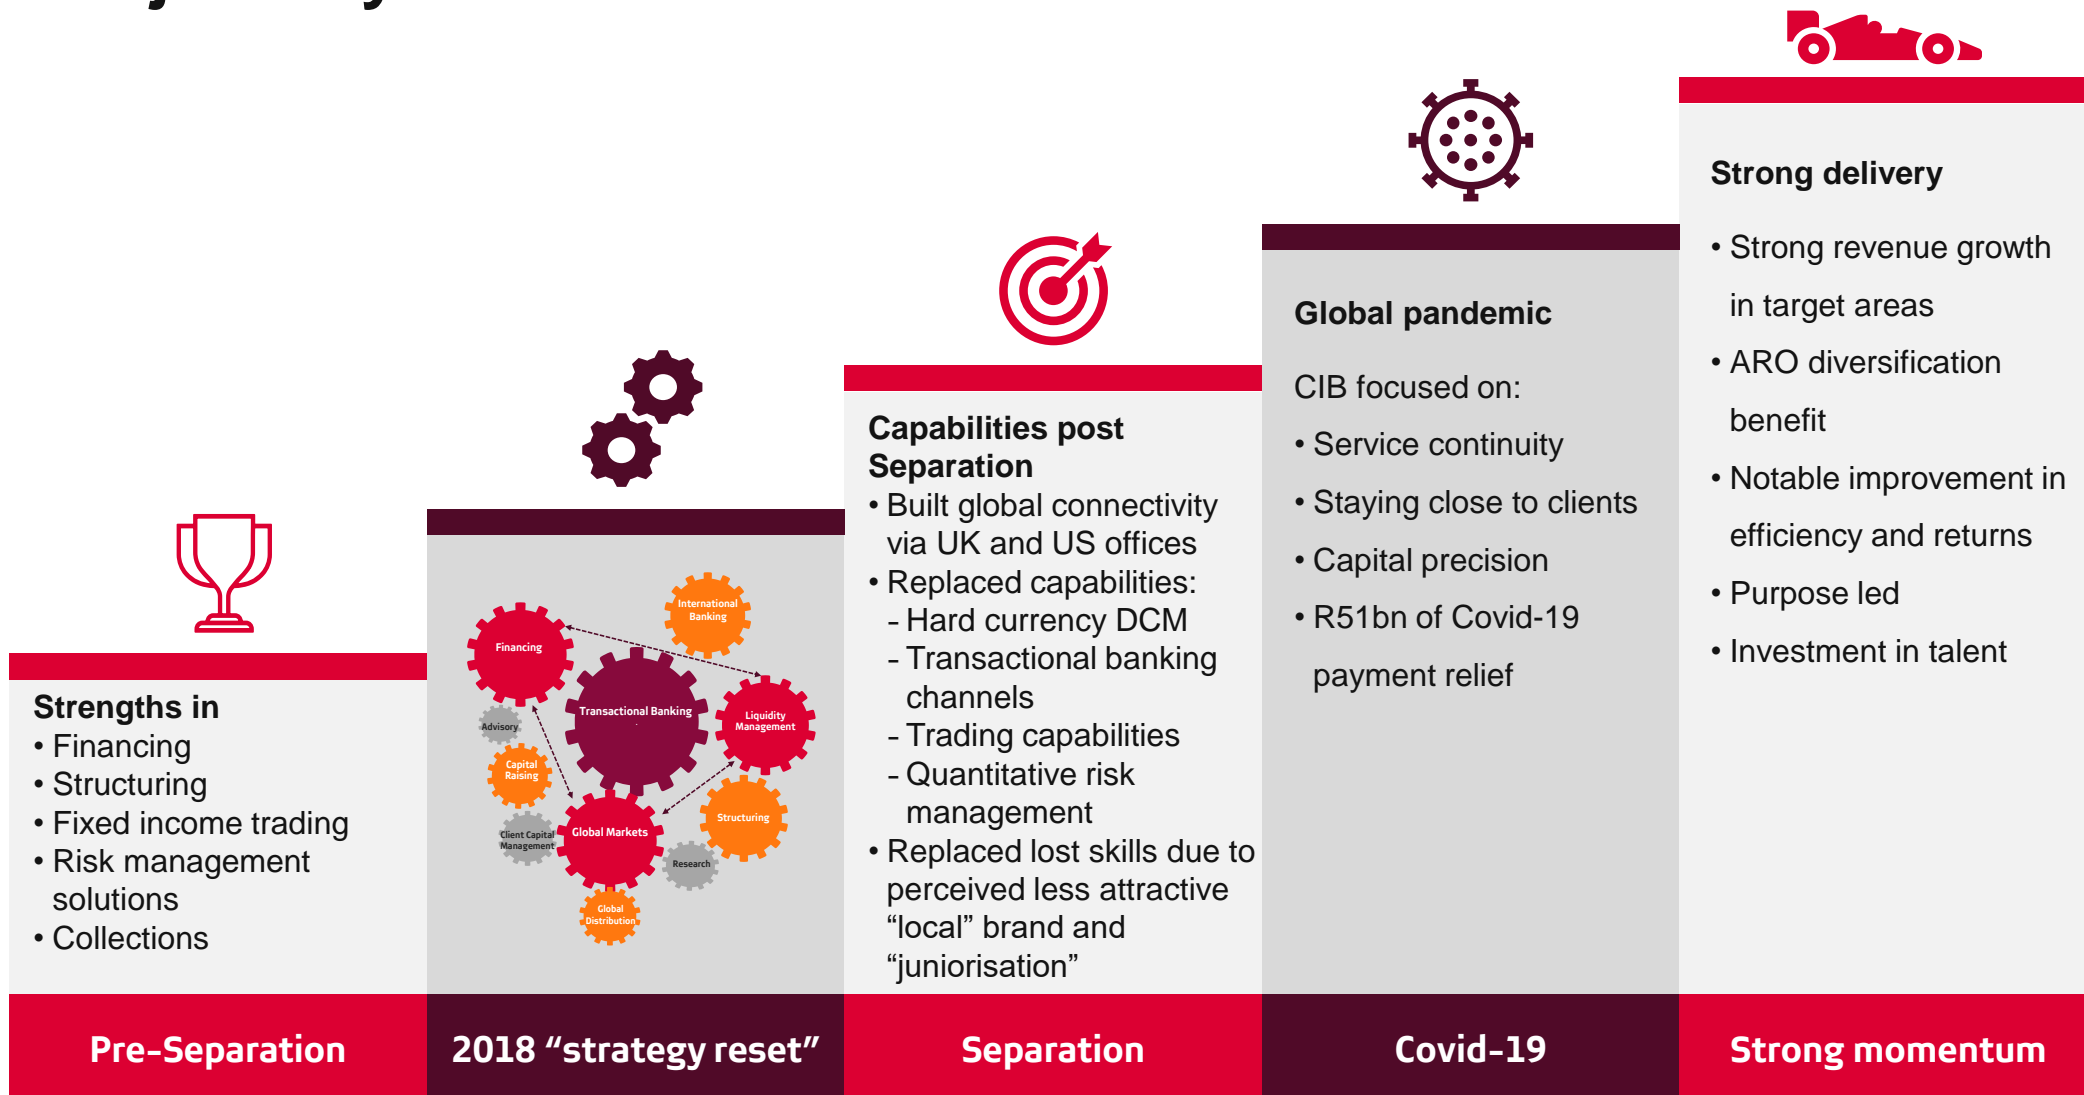 Strengths in
• Financing
• Structuring
• Fixed income trading
• Risk management
solutions
• Collections
Pre-Separation
International
Banking
Financing
Transactional Banking
Liquidity
Management
Advisory
Capital
Raising
Structuring
Client Capital
Management
Global Markets
Research
Global
Distribution
2018 “strategy reset”
Capabilities post
Separation
• Built global connectivity
via UK and US offices
• Replaced capabilities:
- Hard currency DCM
- Transactional banking
channels
- Trading capabilities
- Quantitative risk
management
• Replaced lost skills due to
perceived less attractive
“local” brand and
“juniorisation”
Separation
Global pandemic
CIB focused on:
• Service continuity
• Staying close to clients
• Capital precision
• R51bn of Covid-19
payment relief
Covid-19
Strong delivery
• Strong revenue growth
in target areas
• ARO diversification
benefit
• Notable improvement in
efficiency and returns
• Purpose led
• Investment in talent
Strong momentum